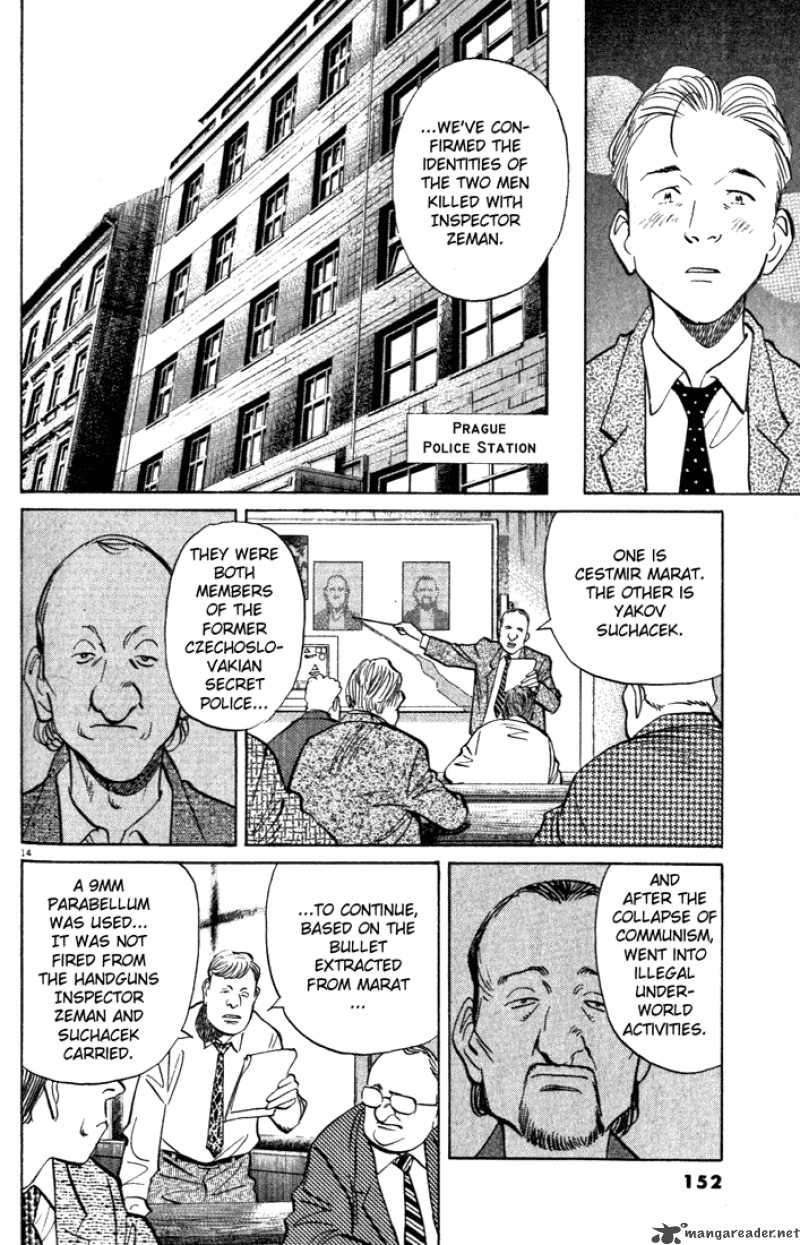 ...WE'VE CON-
FIRMED THE
IDENTITIES OF
THE TWO MEN
KILLED WITH
INSPECTOR
ZEMAN.
PRAGUE
POLICE STATION
ONE IS
CESTMIR MARAT.
THE OTHER IS
YAKOV
SUCHACEK.
THEY WERE
BOTH
MEMBERS
OF THE
FORMER
CZECHOSLO-
VAKIAN
SECRET
POLICE...
14
AND
AFTER THE
COLLAPSE OF
COMMUNISM,
WENT INTO
ILLEGAL
UNDER-
WORLD
ACTIVITIES.
...TO CONTINUE,
BASED ON THE
BULLET
EXTRACTED
FROM MARAT
...
A 9MM
PARABELLUM
WAS USED...
IT WAS NOT
FIRED FROM
THE HANDGUNS
INSPECTOR
ZEMAN AND
SUCHACEK
CARRIED.
152
mangareader.net